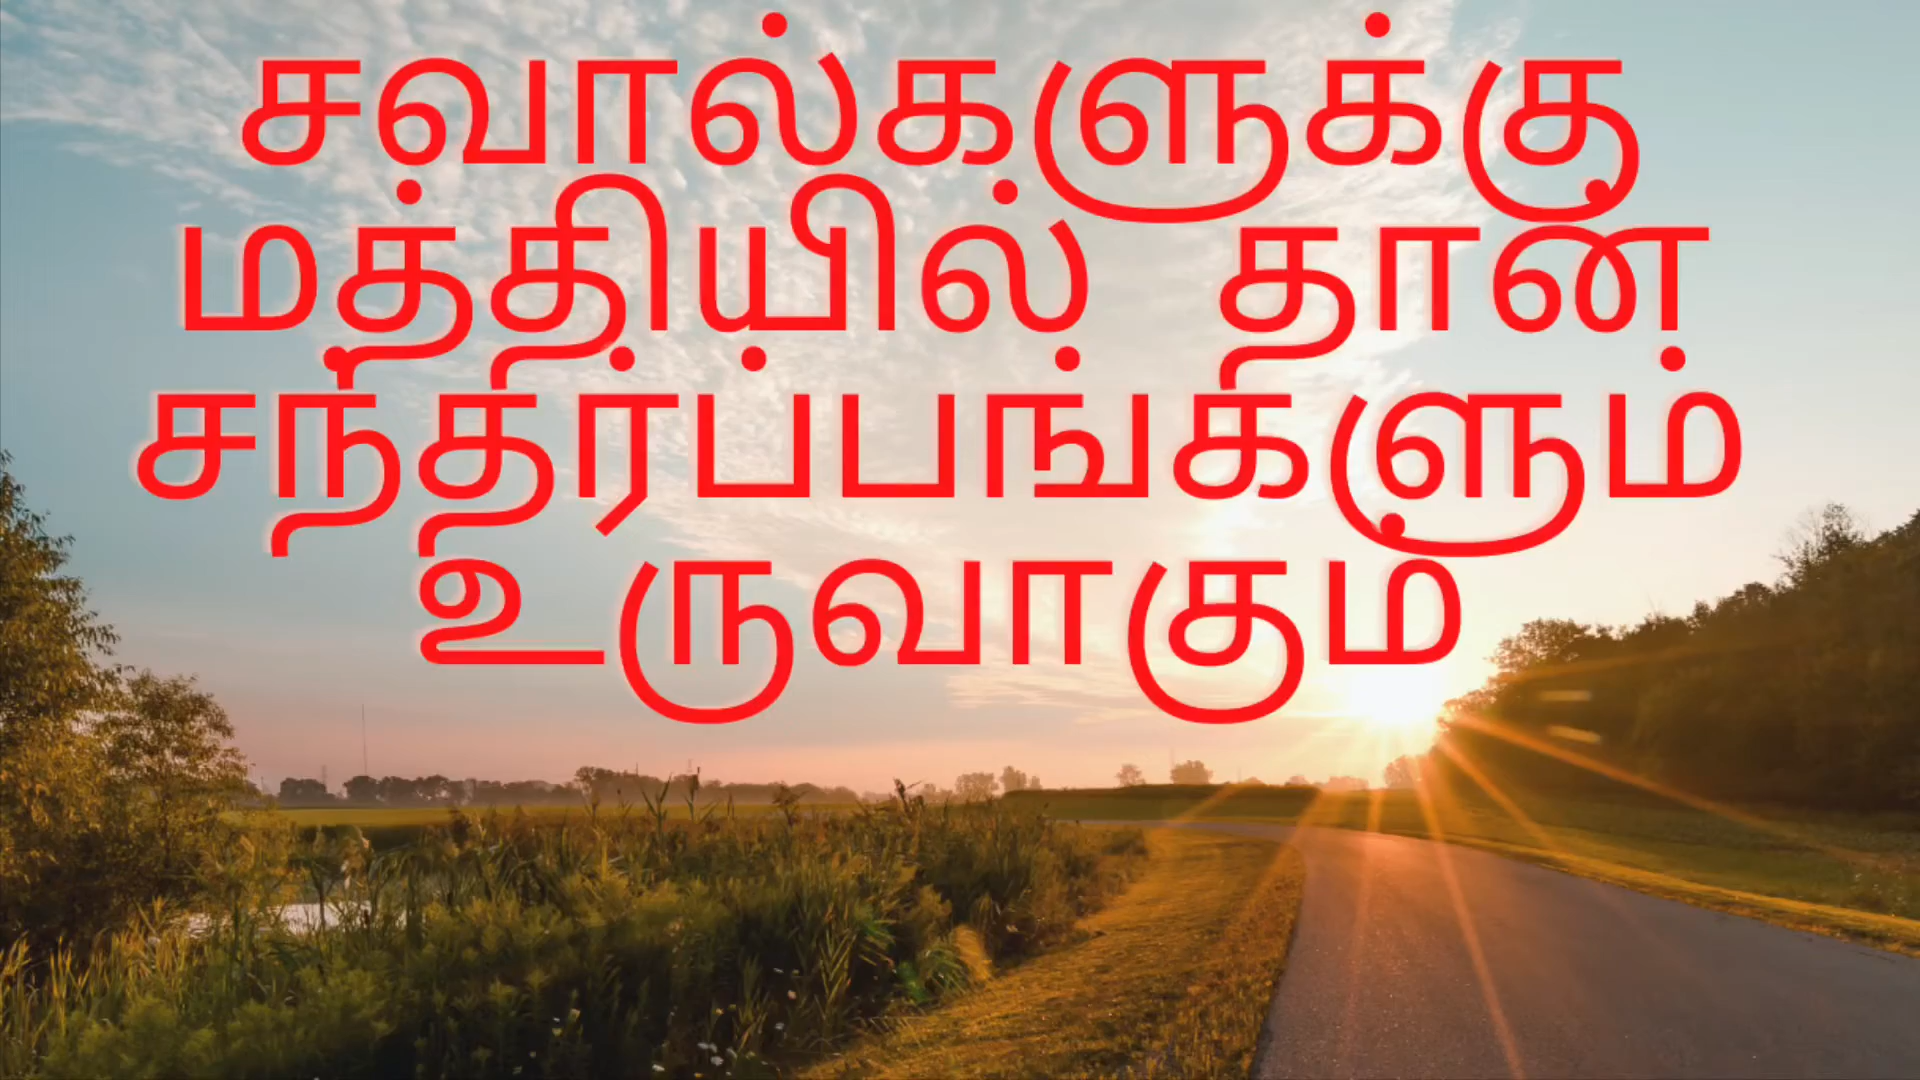 சவால்களுக்கு
மத்தியில் தான்
சந்தர்ப்பங்களும்
உருவாகும்